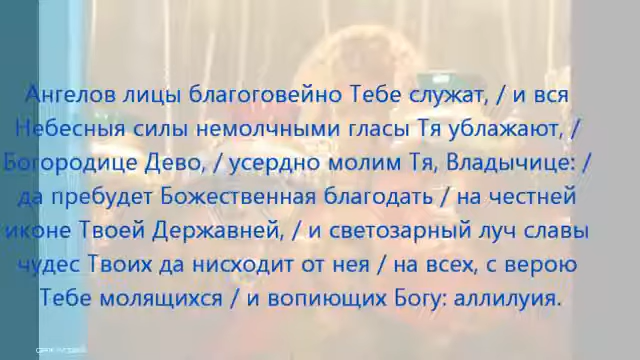 Ангелов лицы благоговейно Тебе служат, / и вся
Небесныя силы немолчными гласы Тя ублажают, /
Богородице Дево, / усердно молим Тя, Владычице: /
да пребудет Божественная благодать / на честней
иконе Твоей Державней, / и светозарный луч славы
чудес Твоих да нисходит от нея / на всех, с верою
Тебе молящихся / и вопиющих Богу: аллилуия.